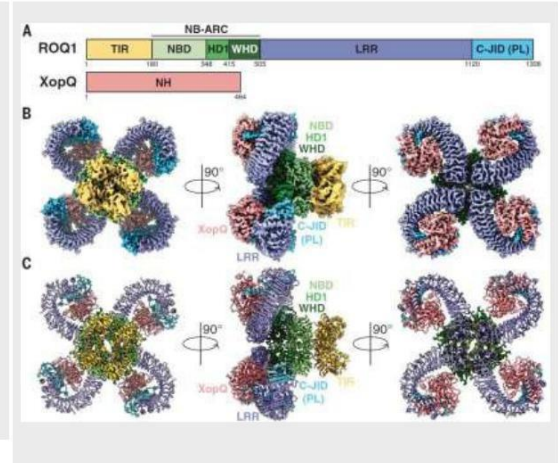 A
NB-ARC
ROQ1 TIR NBD HD1 WHD LRR C-JID (PL)
1 180 348 415 505 1120 1306
XopQ NH
1 464
B
NBD
HD1
WHD
90° 90°
XopQ C-JID TIR
(PL)
LRR
C
NBD
HD1
WHD
90° 90°
XopQ C-JID TIR
(PL)
LRR